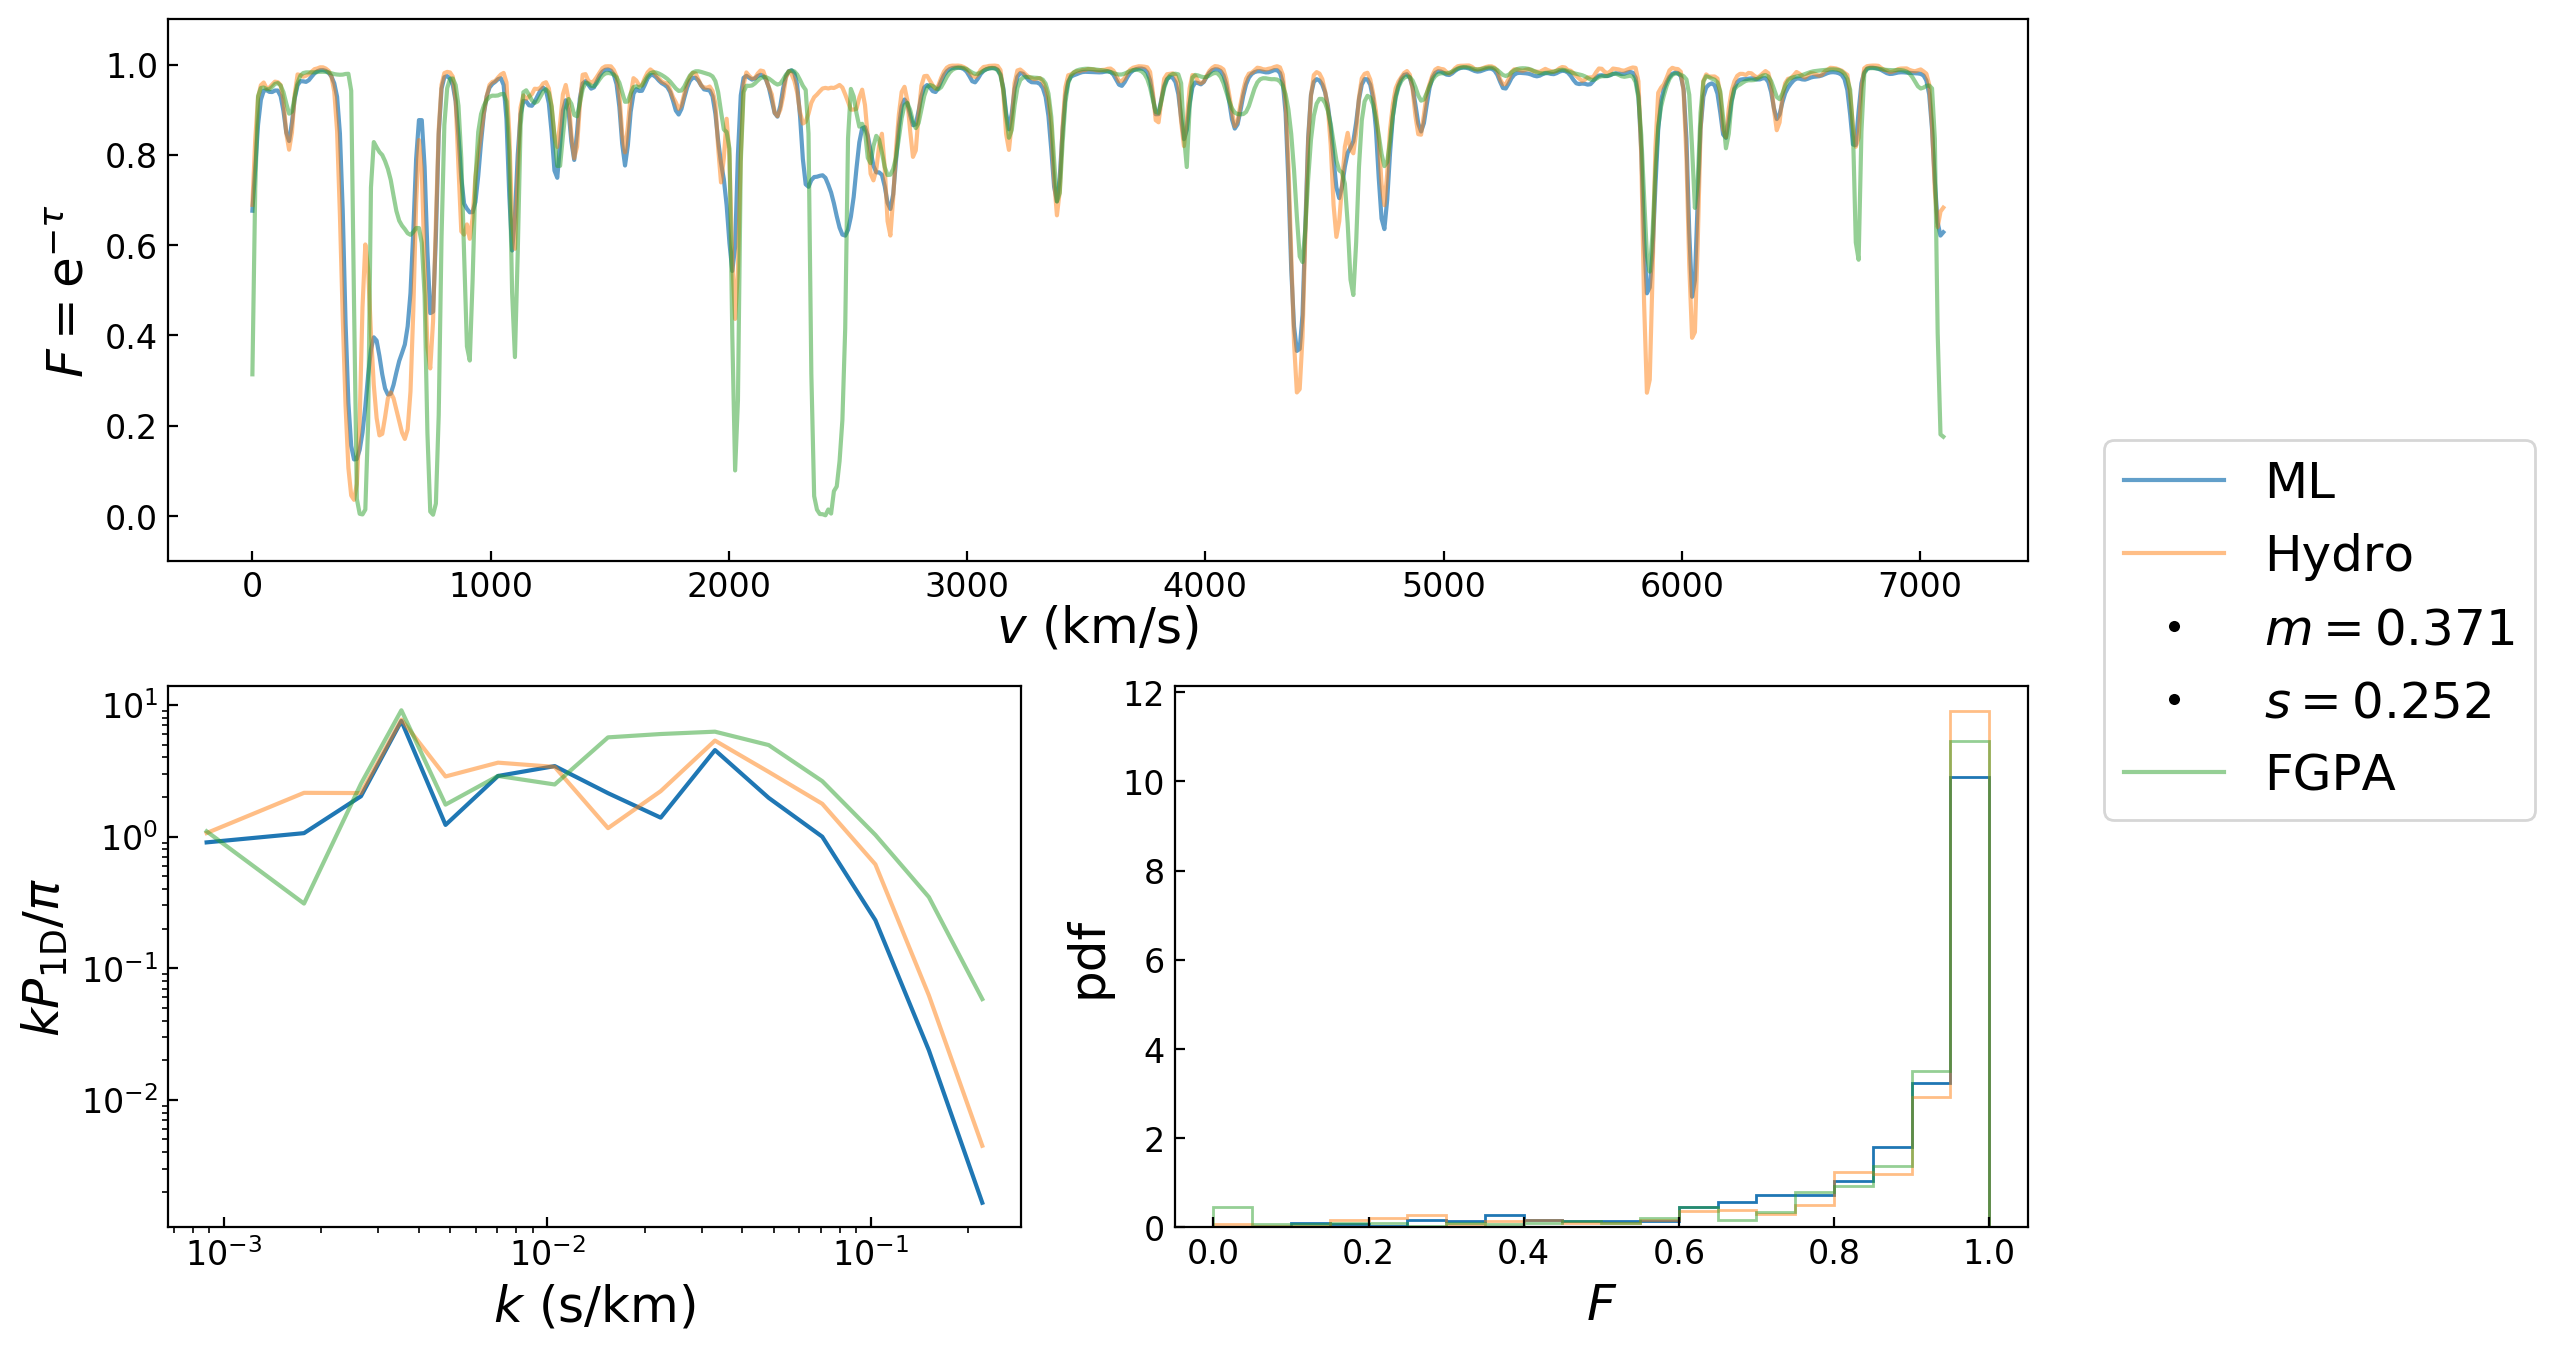 1.0
0.8
0.6
0.4
0.2
0.0
F = e^{−τ}
0 1000 2000 3000 4000 5000 6000 7000
v (km/s)
ML
Hydro
m = 0.371
s = 0.252
FGPA
10^1
10^0
10^{−1}
10^{−2}
kP_{1D}/π
10^{−3} 10^{−2} 10^{−1}
k (s/km)
12
10
8
6
4
2
0
pdf
0.0 0.2 0.4 0.6 0.8 1.0
F